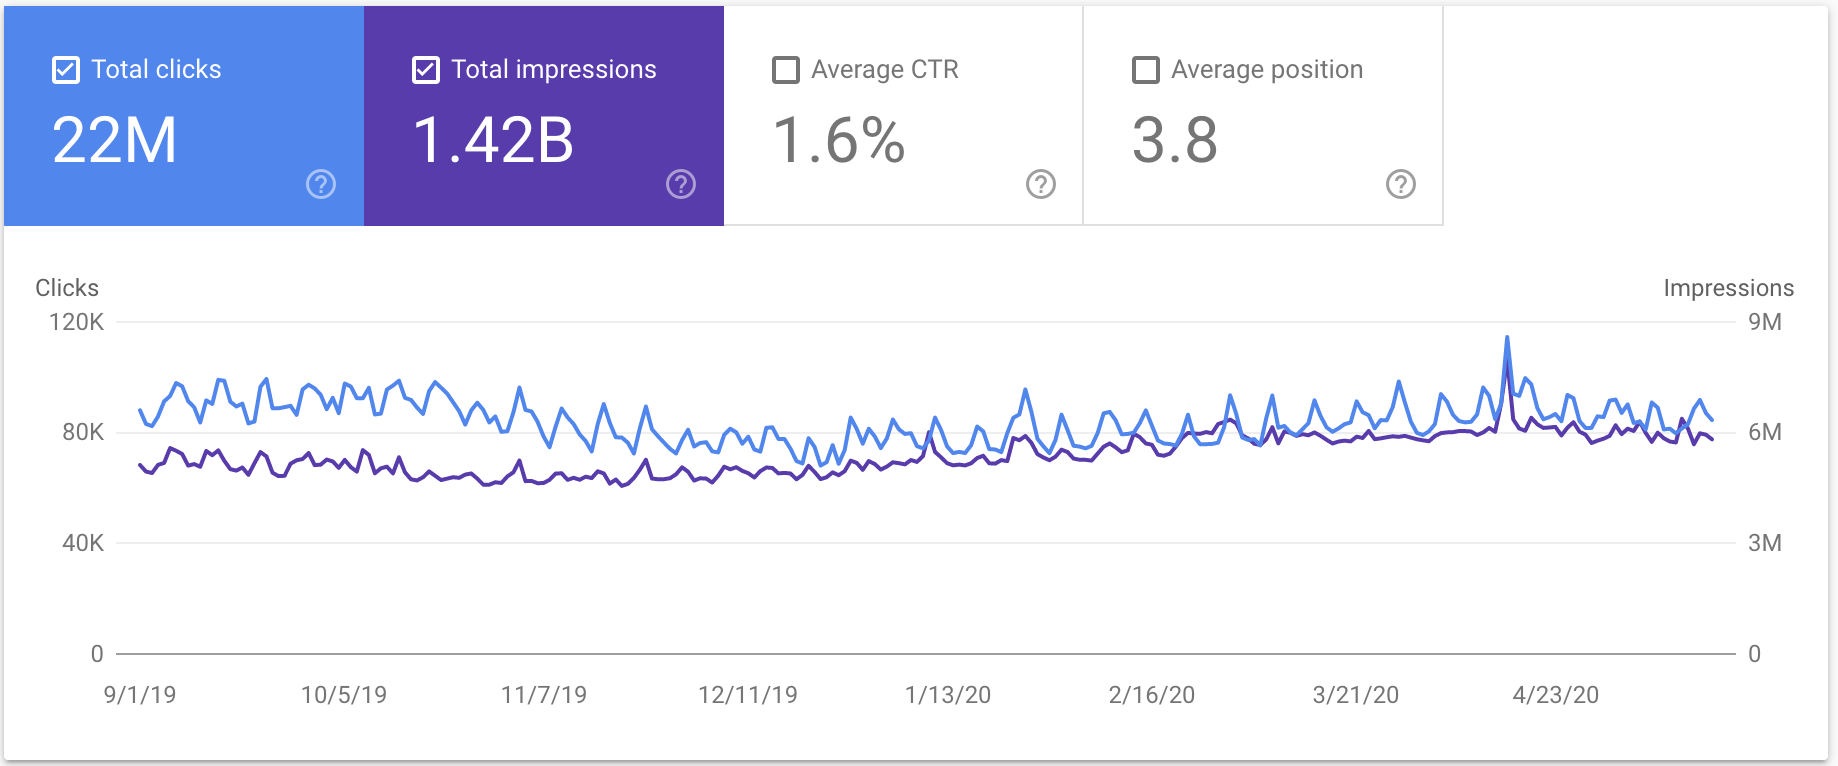 Total clicks
22M
Total impressions
1.42B
Average CTR
1.6%
Average position
3.8
Clicks
Impressions
120K
9M
80K
6M
40K
3M
0
0
9/1/19 10/5/19 11/7/19 12/11/19 1/13/20 2/16/20 3/21/20 4/23/20